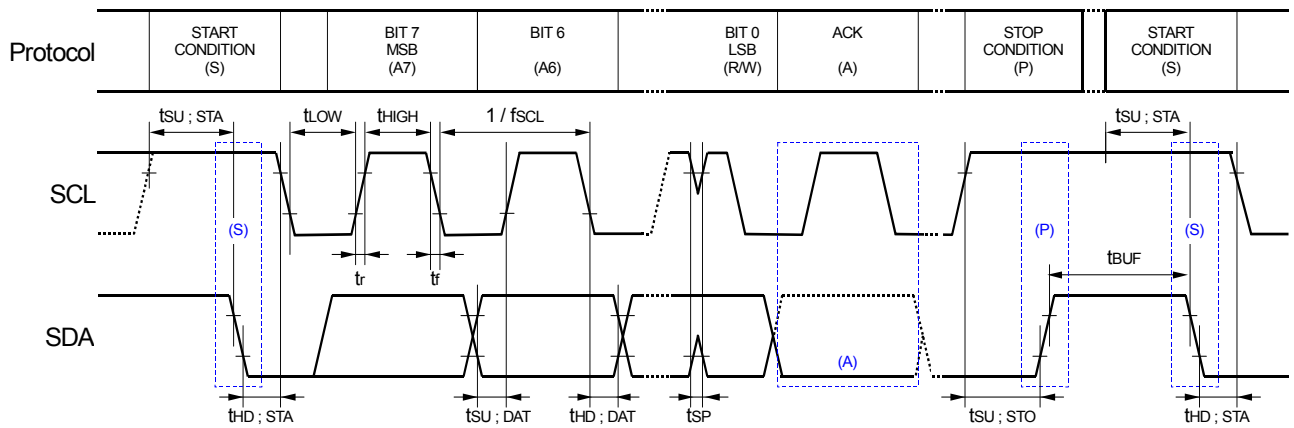 Protocol
START
CONDITION
(S)
BIT 7
MSB
(A7)
BIT 6
(A6)
BIT 0
LSB
(R/W)
ACK
(A)
STOP
CONDITION
(P)
START
CONDITION
(S)
tSU ; STA
tLOW
tHIGH
1 / fSCL
tSU ; STA
SCL
(S)
(P)
(S)
tr
tf
tBUF
SDA
(A)
tHD ; STA
tSU ; DAT
tHD ; DAT
tSP
tSU ; STO
tHD ; STA